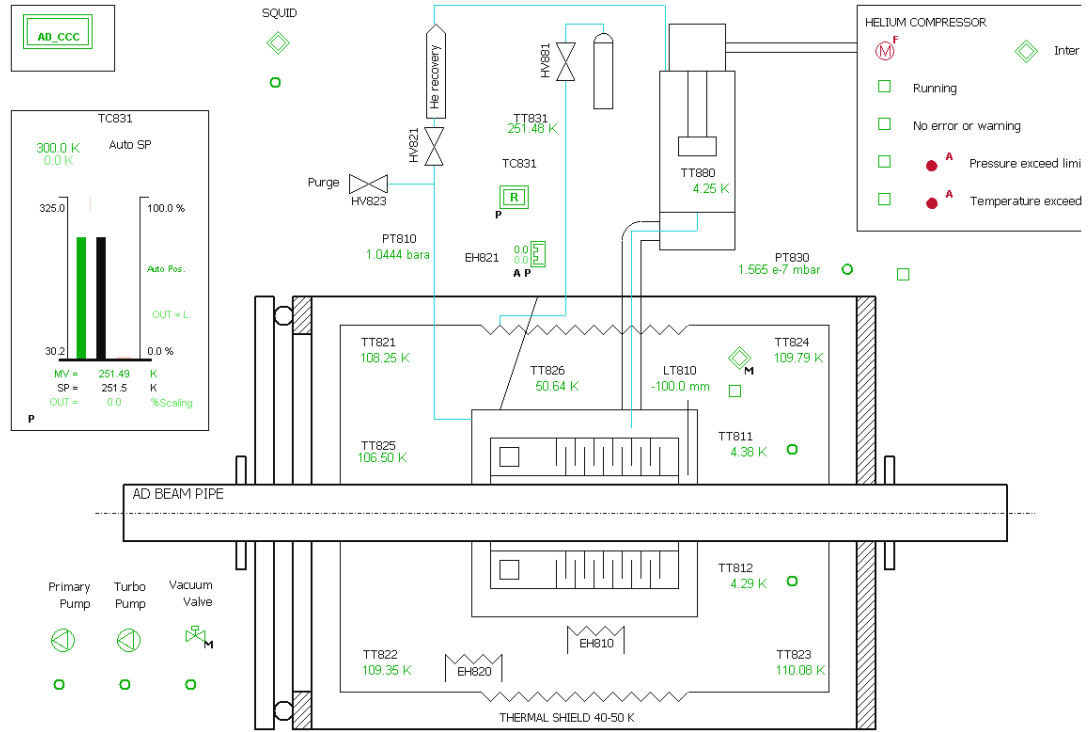 AD_CCC
SQUID
He recovery
HV881
HV821
HELIUM COMPRESSOR
M
F
Inter
Running
No error or warning
A
Pressure exceed limi
A
Temperature exceed
TC831
300.0 K
0.0 K
Auto SP
325.0
100.0 %
Auto Pos.
OUT = L
30.2
0.0 %
MV = 251.49 K
SP = 251.5 K
OUT = 0.0 %Scaling
P
TT831
251.48 K
TC831
R
P
Purge
HV823
TT880
4.25 K
PT810
1.0444 bara
EH821
0.0
0.0
A P
PT830
1.565 e-7 mbar
TT821
108.25 K
TT826
50.64 K
LT810
-100.0 mm
M
TT824
109.79 K
TT825
106.50 K
TT811
4.38 K
AD BEAM PIPE
TT812
4.29 K
Primary
Pump
Turbo
Pump
Vacuum
Valve
M
EH810
TT822
109.35 K
EH820
TT823
110.08 K
THERMAL SHIELD 40-50 K